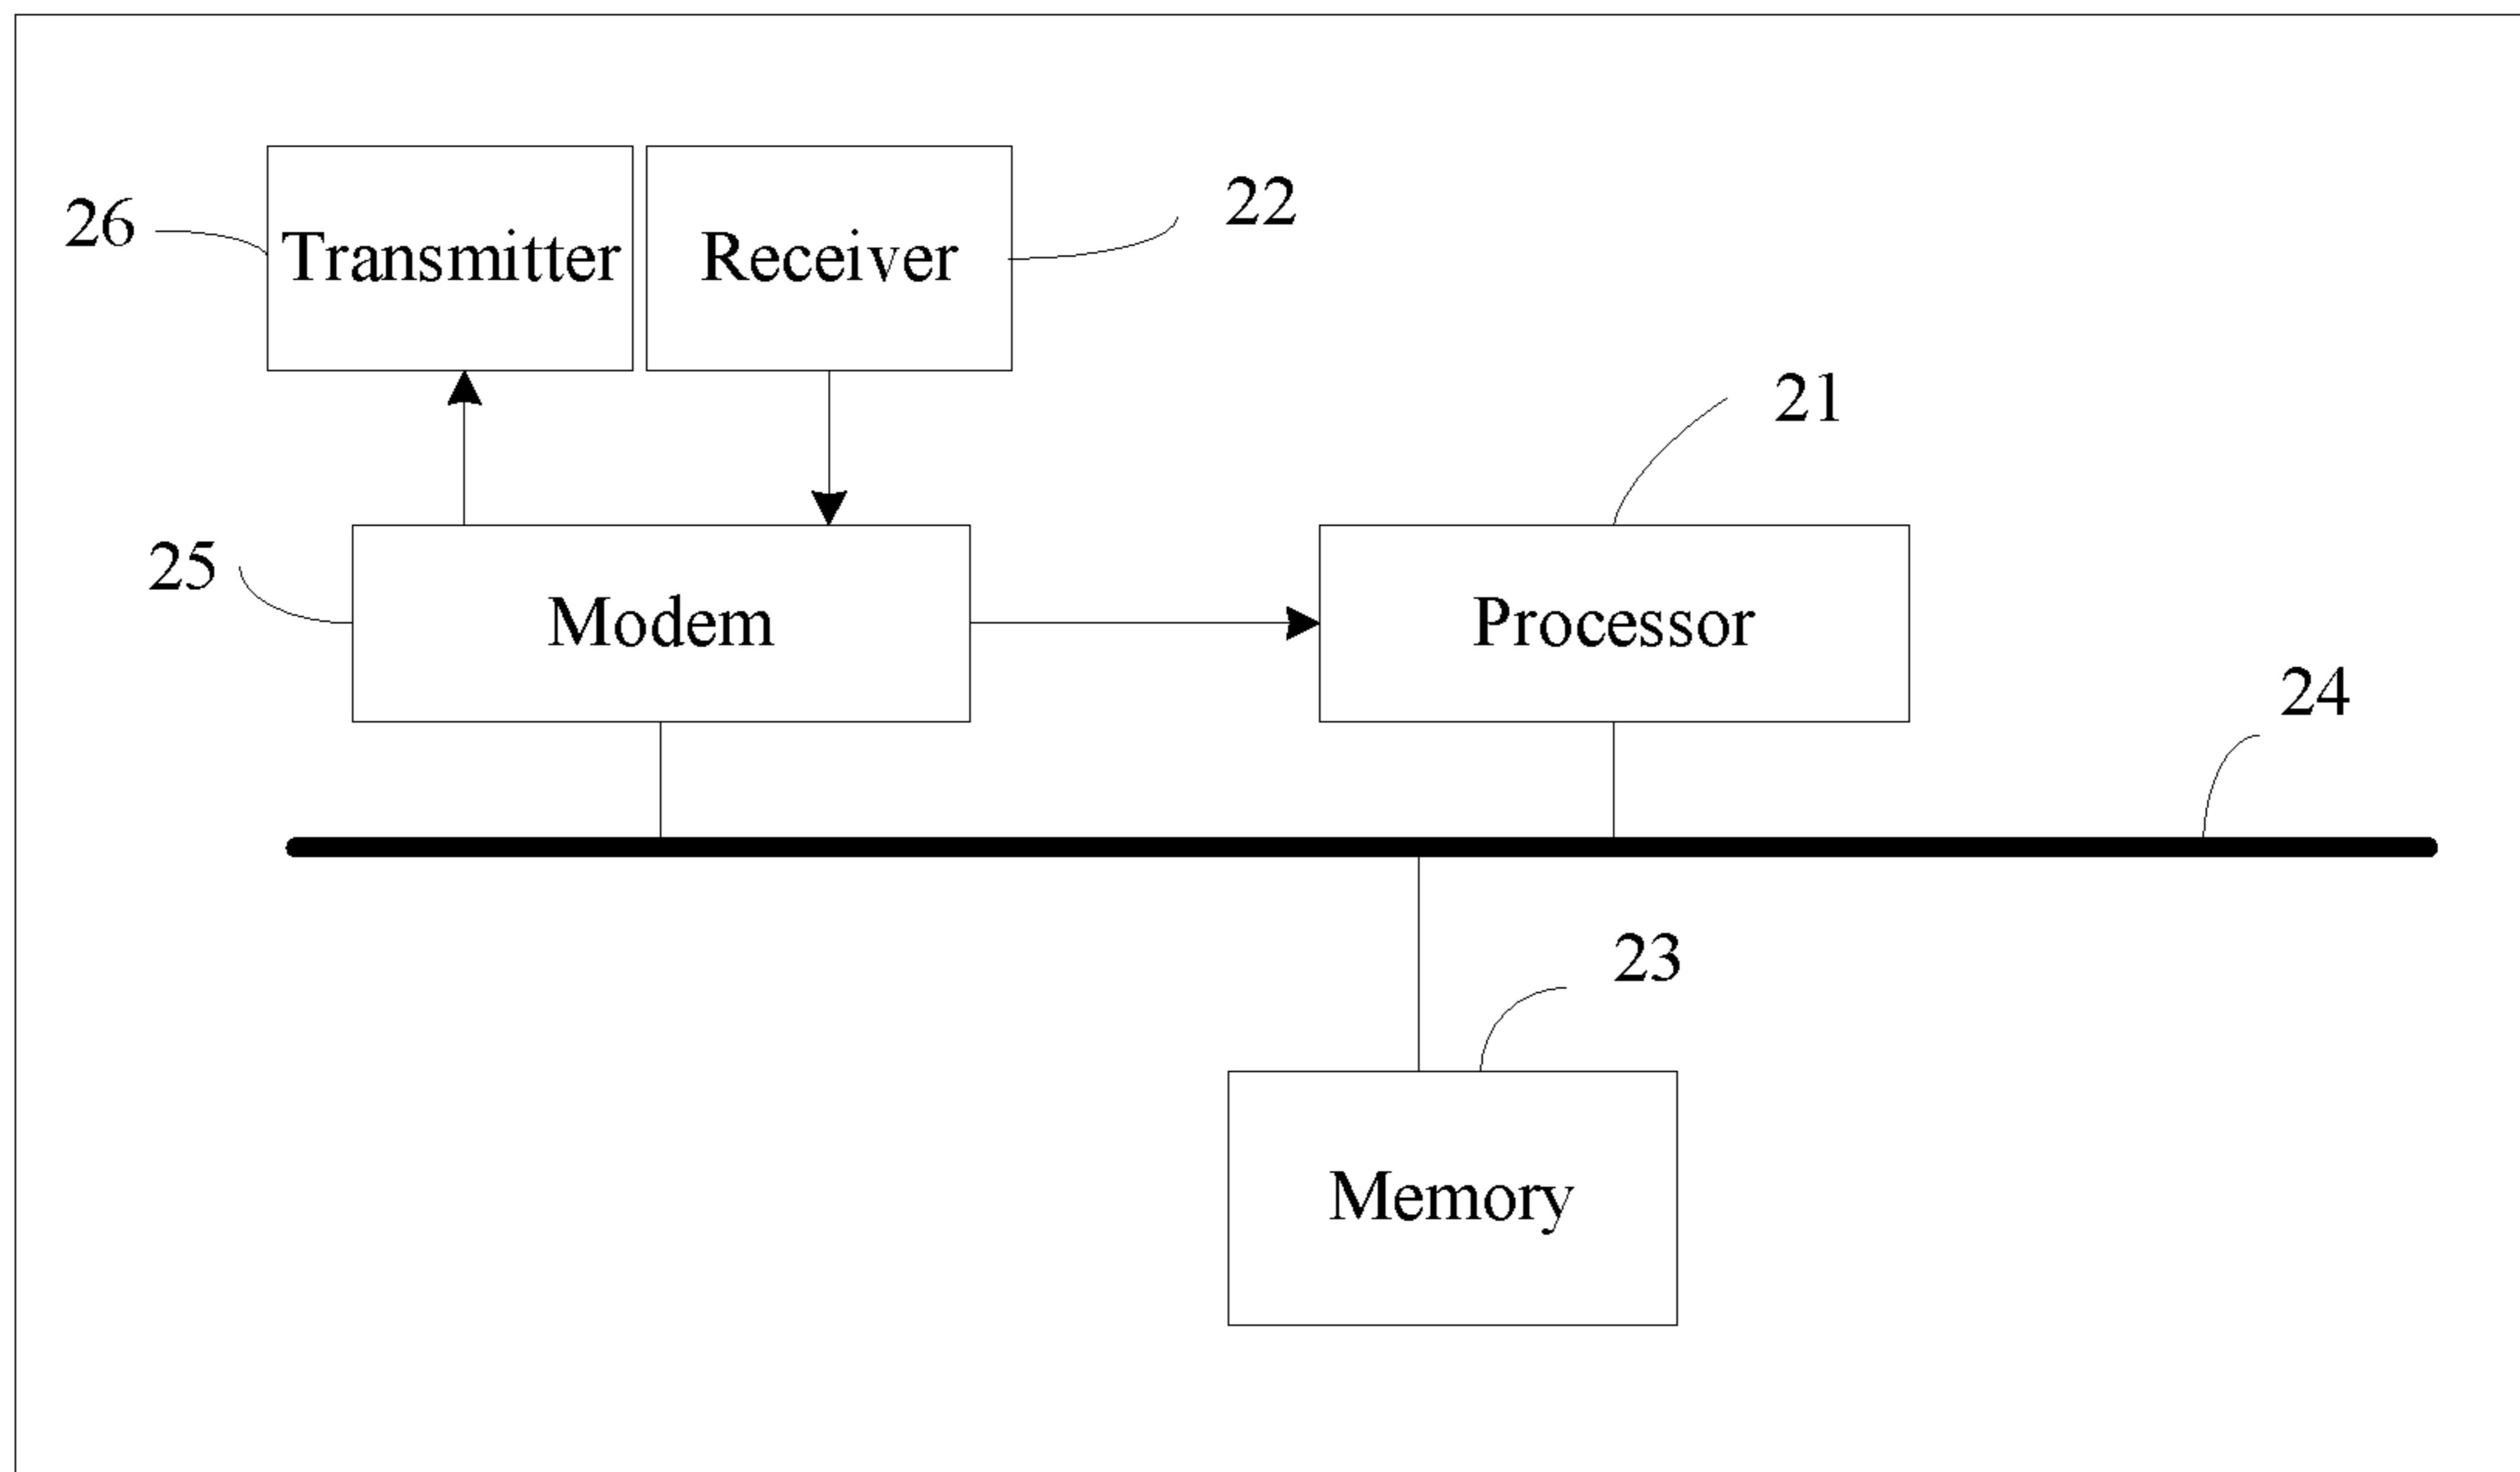 26
Transmitter
Receiver
22
21
25
Modem
Processor
24
23
Memory